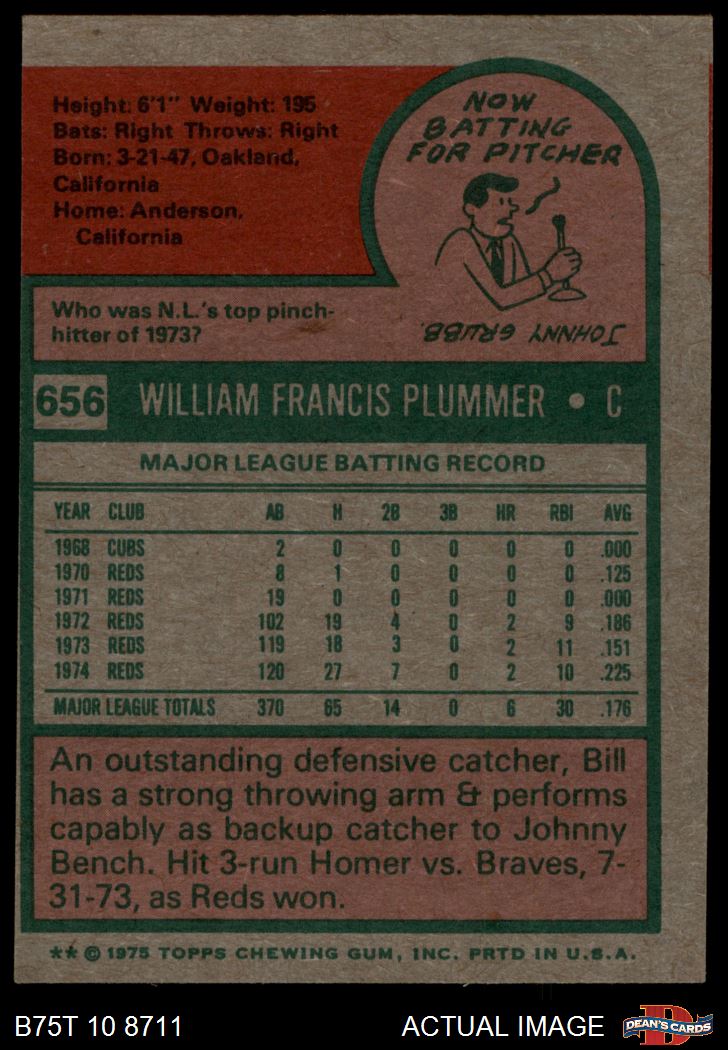 Height: 6'1" Weight: 195
Bats: Right Throws: Right
Born: 3-21-47, Oakland,
California
Home: Anderson,
California
NOW
BATTING
FOR PITCHER
Who was N.L.'s top pinch-
hitter of 1973?
JOHNNY GRUBB.
656 WILLIAM FRANCIS PLUMMER • C
MAJOR LEAGUE BATTING RECORD
YEAR CLUB AB H 2B 3B HR RBI AVG
1968 CUBS 2 0 0 0 0 0 .000
1970 REDS 8 1 0 0 0 0 .125
1971 REDS 19 0 0 0 0 0 .000
1972 REDS 102 19 4 0 2 9 .186
1973 REDS 119 18 3 0 2 11 .151
1974 REDS 120 27 7 0 2 10 .225
MAJOR LEAGUE TOTALS 370 65 14 0 6 30 .176
An outstanding defensive catcher, Bill
has a strong throwing arm & performs
capably as backup catcher to Johnny
Bench. Hit 3-run Homer vs. Braves, 7-
31-73, as Reds won.
** © 1975 TOPPS CHEWING GUM, INC. PRTD IN U.S.A.
B75T 10 8711 ACTUAL IMAGE D DEAN'S CARDS